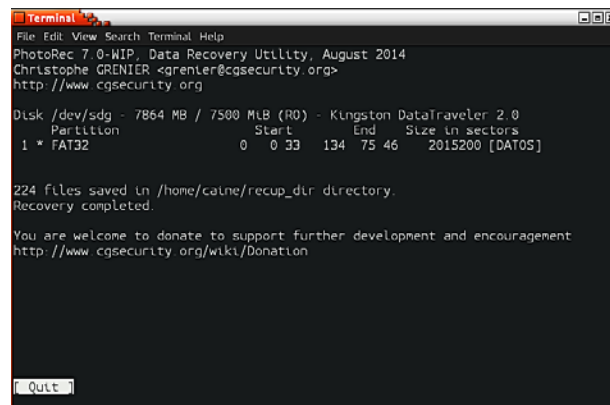 Terminal
File Edit View Search Terminal Help
PhotoRec 7.0-WIP, Data Recovery Utility, August 2014
Christophe GRENIER <grenier@cgsecurity.org>
http://www.cgsecurity.org
Disk /dev/sdg - 7864 MB / 7500 MiB (RO) - Kingston DataTraveler 2.0
Partition Start End Size in sectors
1 * FAT32 0 0 33 134 75 46 2015200 [DATOS]
224 files saved in /home/caine/recup_dir directory.
Recovery completed.
You are welcome to donate to support further development and encouragement
http://www.cgsecurity.org/wiki/Donation
[ Quit ]